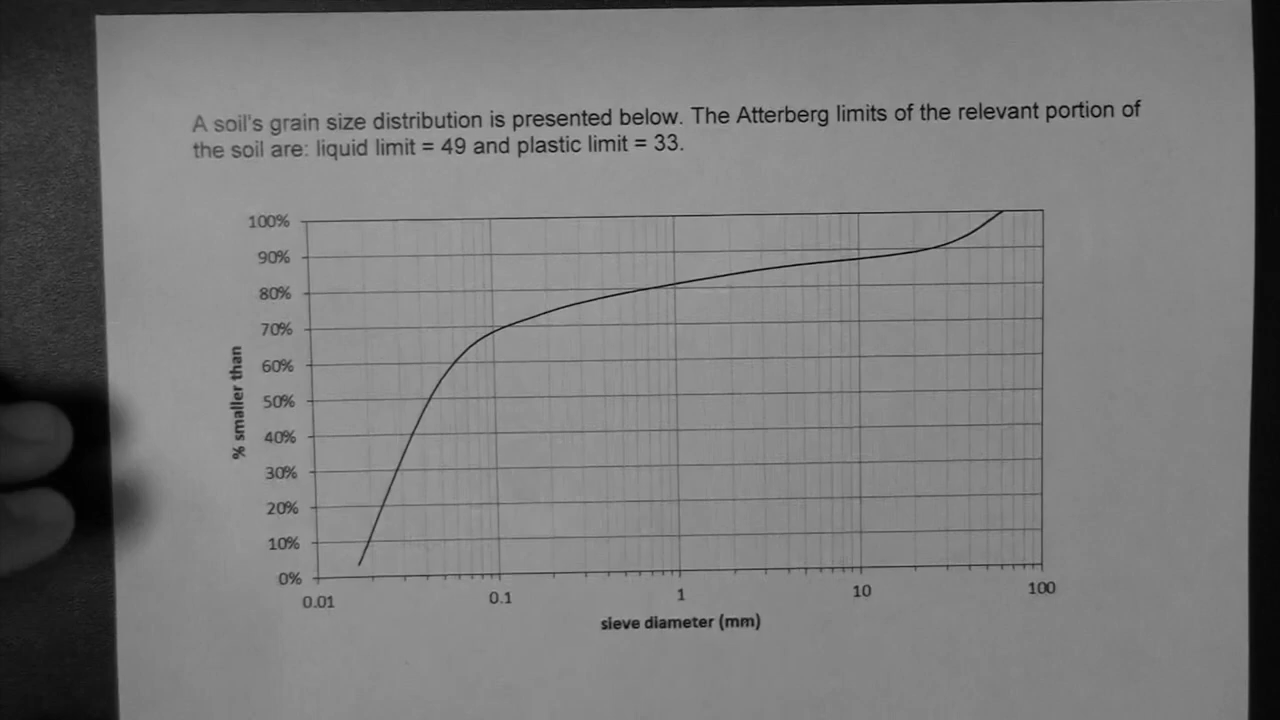 A soil's grain size distribution is presented below. The Atterberg limits of the relevant portion of
the soil are: liquid limit = 49 and plastic limit = 33.
100%
90%
80%
70%
60%
50%
40%
30%
20%
10%
0%
% smaller than
0.01 0.1 1 10 100
sieve diameter (mm)